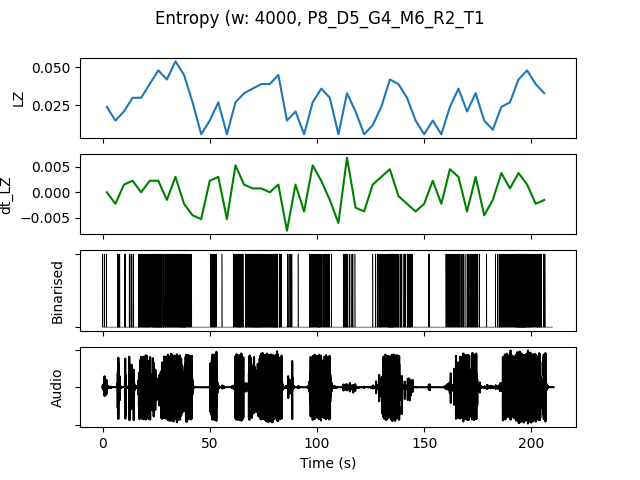 Entropy (w: 4000, P8_D5_G4_M6_R2_T1
0.050
0.025
LZ
0.005
0.000
−0.005
dt_LZ
Binarised
Audio
0 50 100 150 200
Time (s)